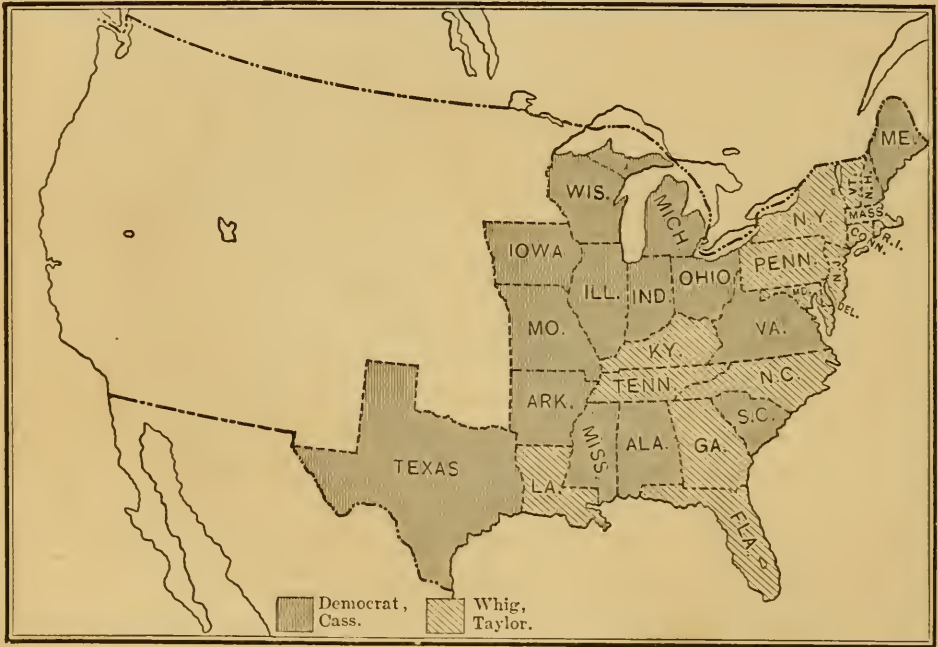 ME.
WIS.
MICH
VT.
N.H.
N.Y.
MASS.
CONN.
R.I.
IOWA
PENN.
N.J.
ILL.
IND.
OHIO
MD.
DEL.
MO.
VA.
KY.
N.C.
TENN.
ARK.
S.C.
MISS.
ALA.
GA.
TEXAS
LA.
FLA.
Democrat,
Cass.
Whig,
Taylor.